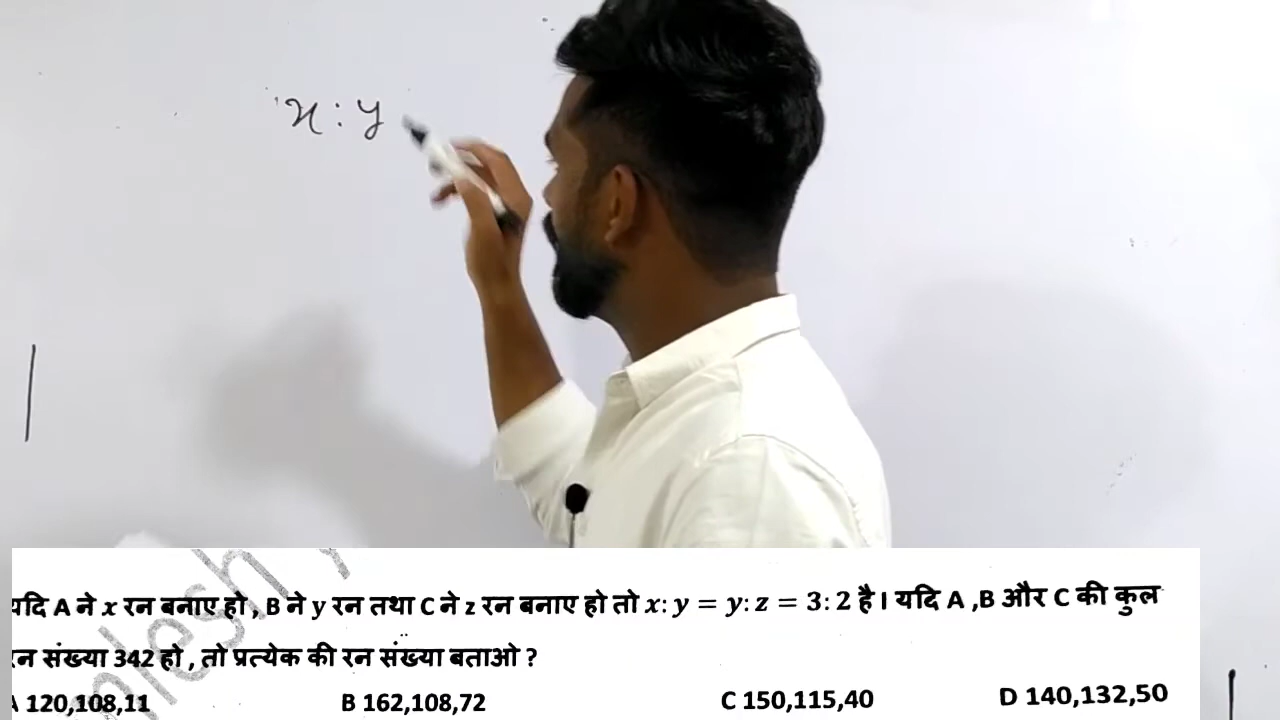 x : y
यदि A ने x रन बनाए हो , B ने y रन तथा C ने z रन बनाए हो तो x: y = y: z = 3: 2 है । यदि A ,B और C की कुल
रन संख्या 342 हो , तो प्रत्येक की रन संख्या बताओ ?
A 120,108,11 B 162,108,72 C 150,115,40 D 140,132,50